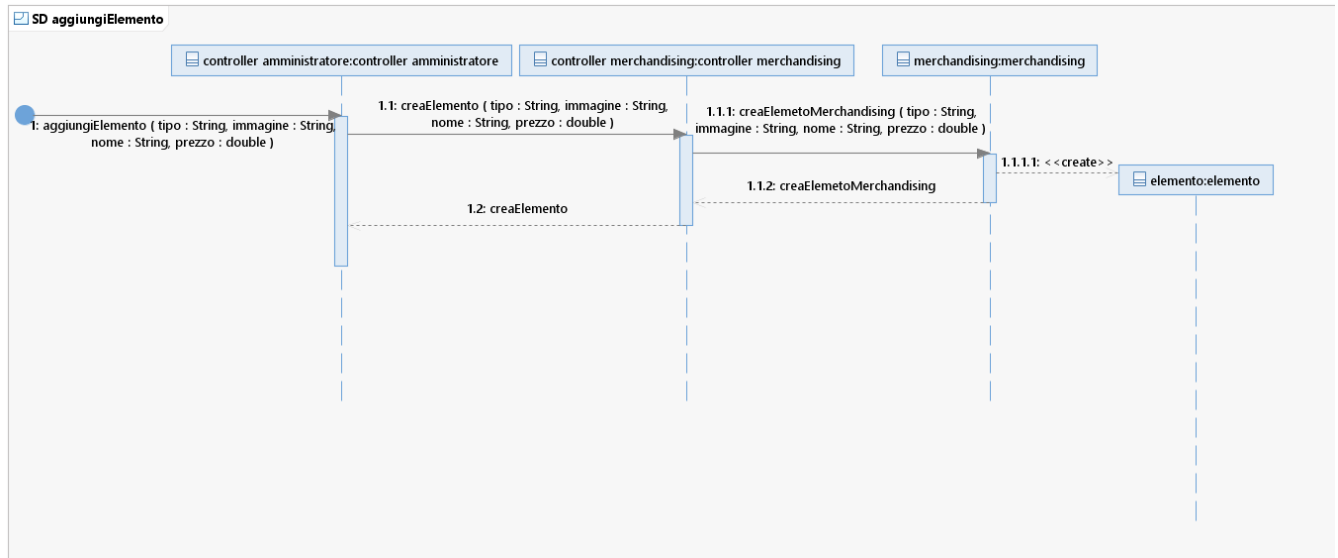 SD aggiungiElemento
controller amministratore:controller amministratore
controller merchandising:controller merchandising
merchandising:merchandising
1: aggiungiElemento ( tipo : String, immagine : String,
nome : String, prezzo : double )
1.1: creaElemento ( tipo : String, immagine : String,
nome : String, prezzo : double )
1.1.1: creaElemetoMerchandising ( tipo : String,
immagine : String, nome : String, prezzo : double )
1.1.1.1: <<create>>
elemento:elemento
1.1.2: creaElemetoMerchandising
1.2: creaElemento